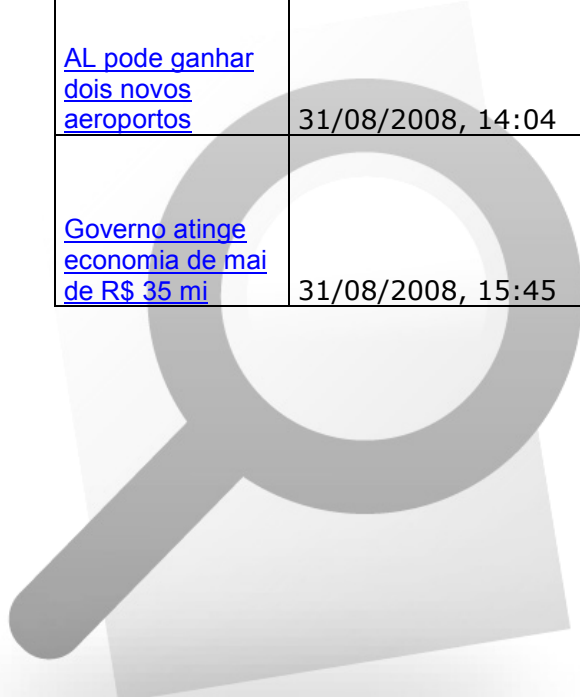 AL pode ganhar
dois novos
aeroportos
31/08/2008, 14:04
Governo atinge
economia de mai
de R$ 35 mi
31/08/2008, 15:45